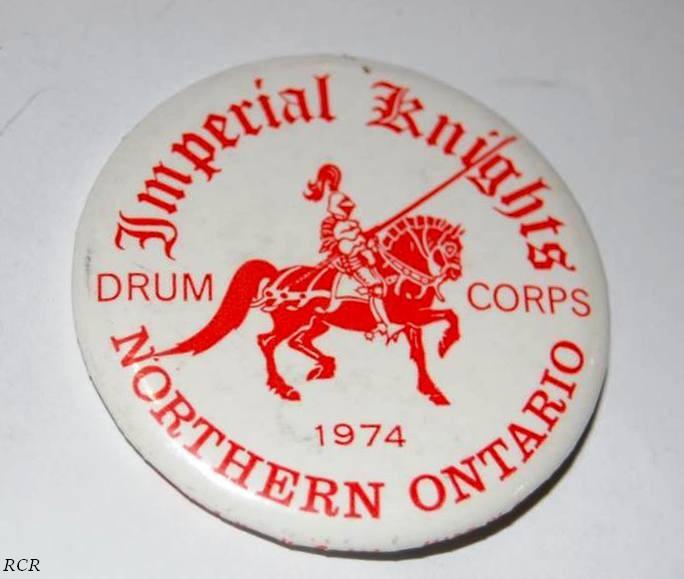 Imperial Knights
DRUM CORPS
1974
NORTHERN ONTARIO
RCR